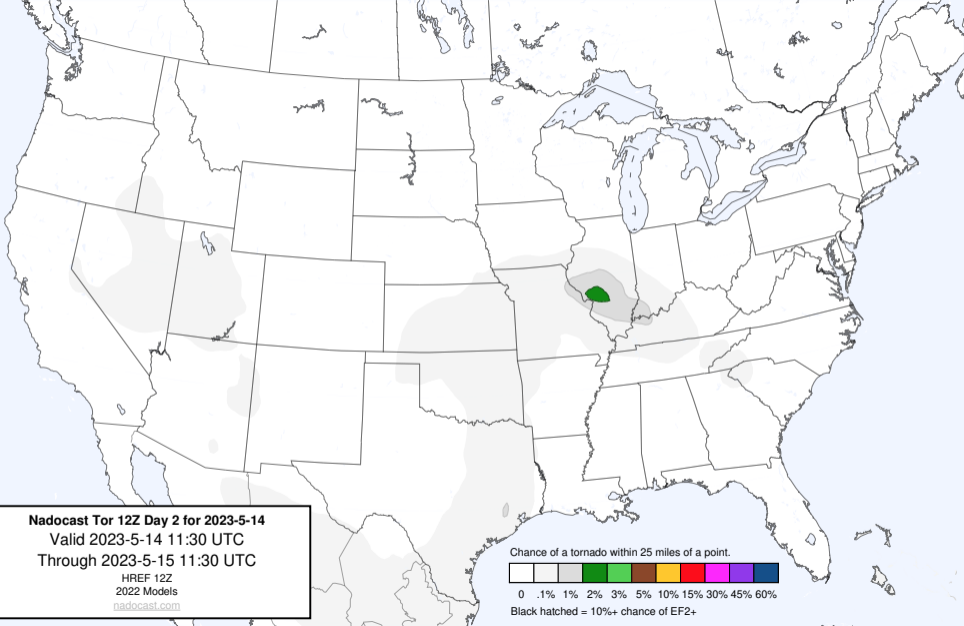 Nadocast Tor 12Z Day 2 for 2023-5-14
Valid 2023-5-14 11:30 UTC
Through 2023-5-15 11:30 UTC
HREF 12Z
2022 Models
nadocast.com
Chance of a tornado within 25 miles of a point.
0 .1% 1% 2% 3% 5% 10% 15% 30% 45% 60%
Black hatched = 10%+ chance of EF2+